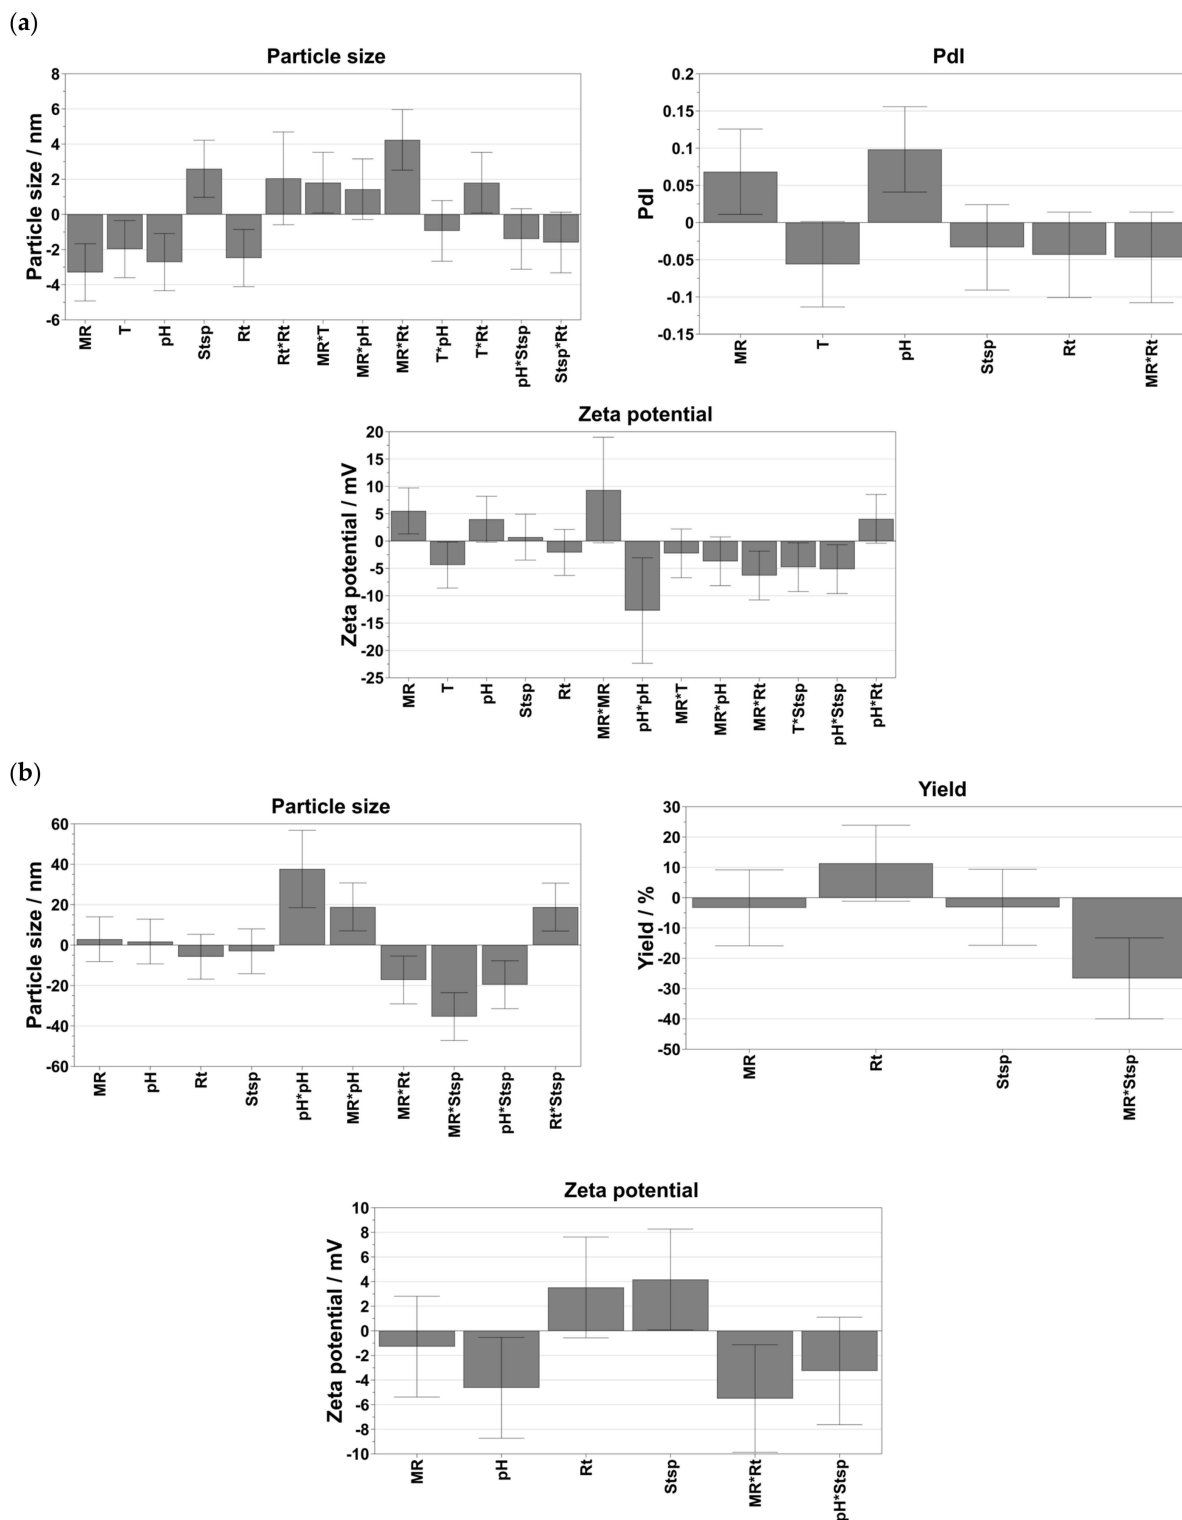 (a)
Particle size
Particle size / nm
8
6
4
2
0
-2
-4
-6
MR
T
pH
Stsp
Rt
Rt*Rt
MR*T
MR*pH
MR*Rt
T*pH
T*Rt
pH*Stsp
Stsp*Rt
PdI
PdI
0.2
0.15
0.1
0.05
0
-0.05
-0.1
-0.15
MR
T
pH
Stsp
Rt
MR*Rt
Zeta potential
Zeta potential / mV
20
15
10
5
0
-5
-10
-15
-20
-25
MR
T
pH
Stsp
Rt
MR*MR
pH*pH
MR*T
MR*pH
MR*Rt
T*Stsp
pH*Stsp
pH*Rt
(b)
Particle size
Particle size / nm
60
40
20
0
-20
-40
-60
MR
pH
Rt
Stsp
pH*pH
MR*pH
MR*Rt
MR*Stsp
pH*Stsp
Rt*Stsp
Yield
Yield / %
30
20
10
0
-10
-20
-30
-40
-50
MR
Rt
Stsp
MR*Stsp
Zeta potential
Zeta potential / mV
10
8
6
4
2
0
-2
-4
-6
-8
-10
MR
pH
Rt
Stsp
MR*Rt
pH*Stsp